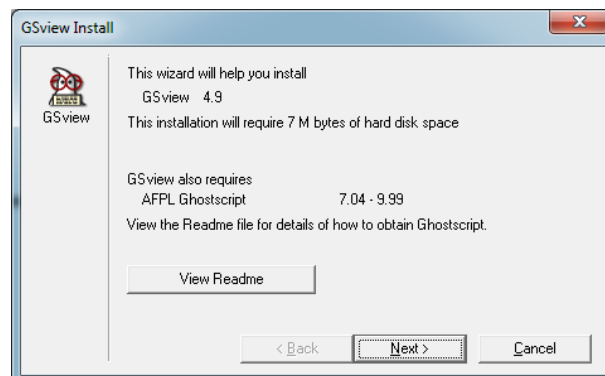 GSview Install
GSview
This wizard will help you install
GSview 4.9
This installation will require 7 M bytes of hard disk space
GSview also requires
AFPL Ghostscript 7.04 - 9.99
View the Readme file for details of how to obtain Ghostscript.
View Readme
< Back Next > Cancel